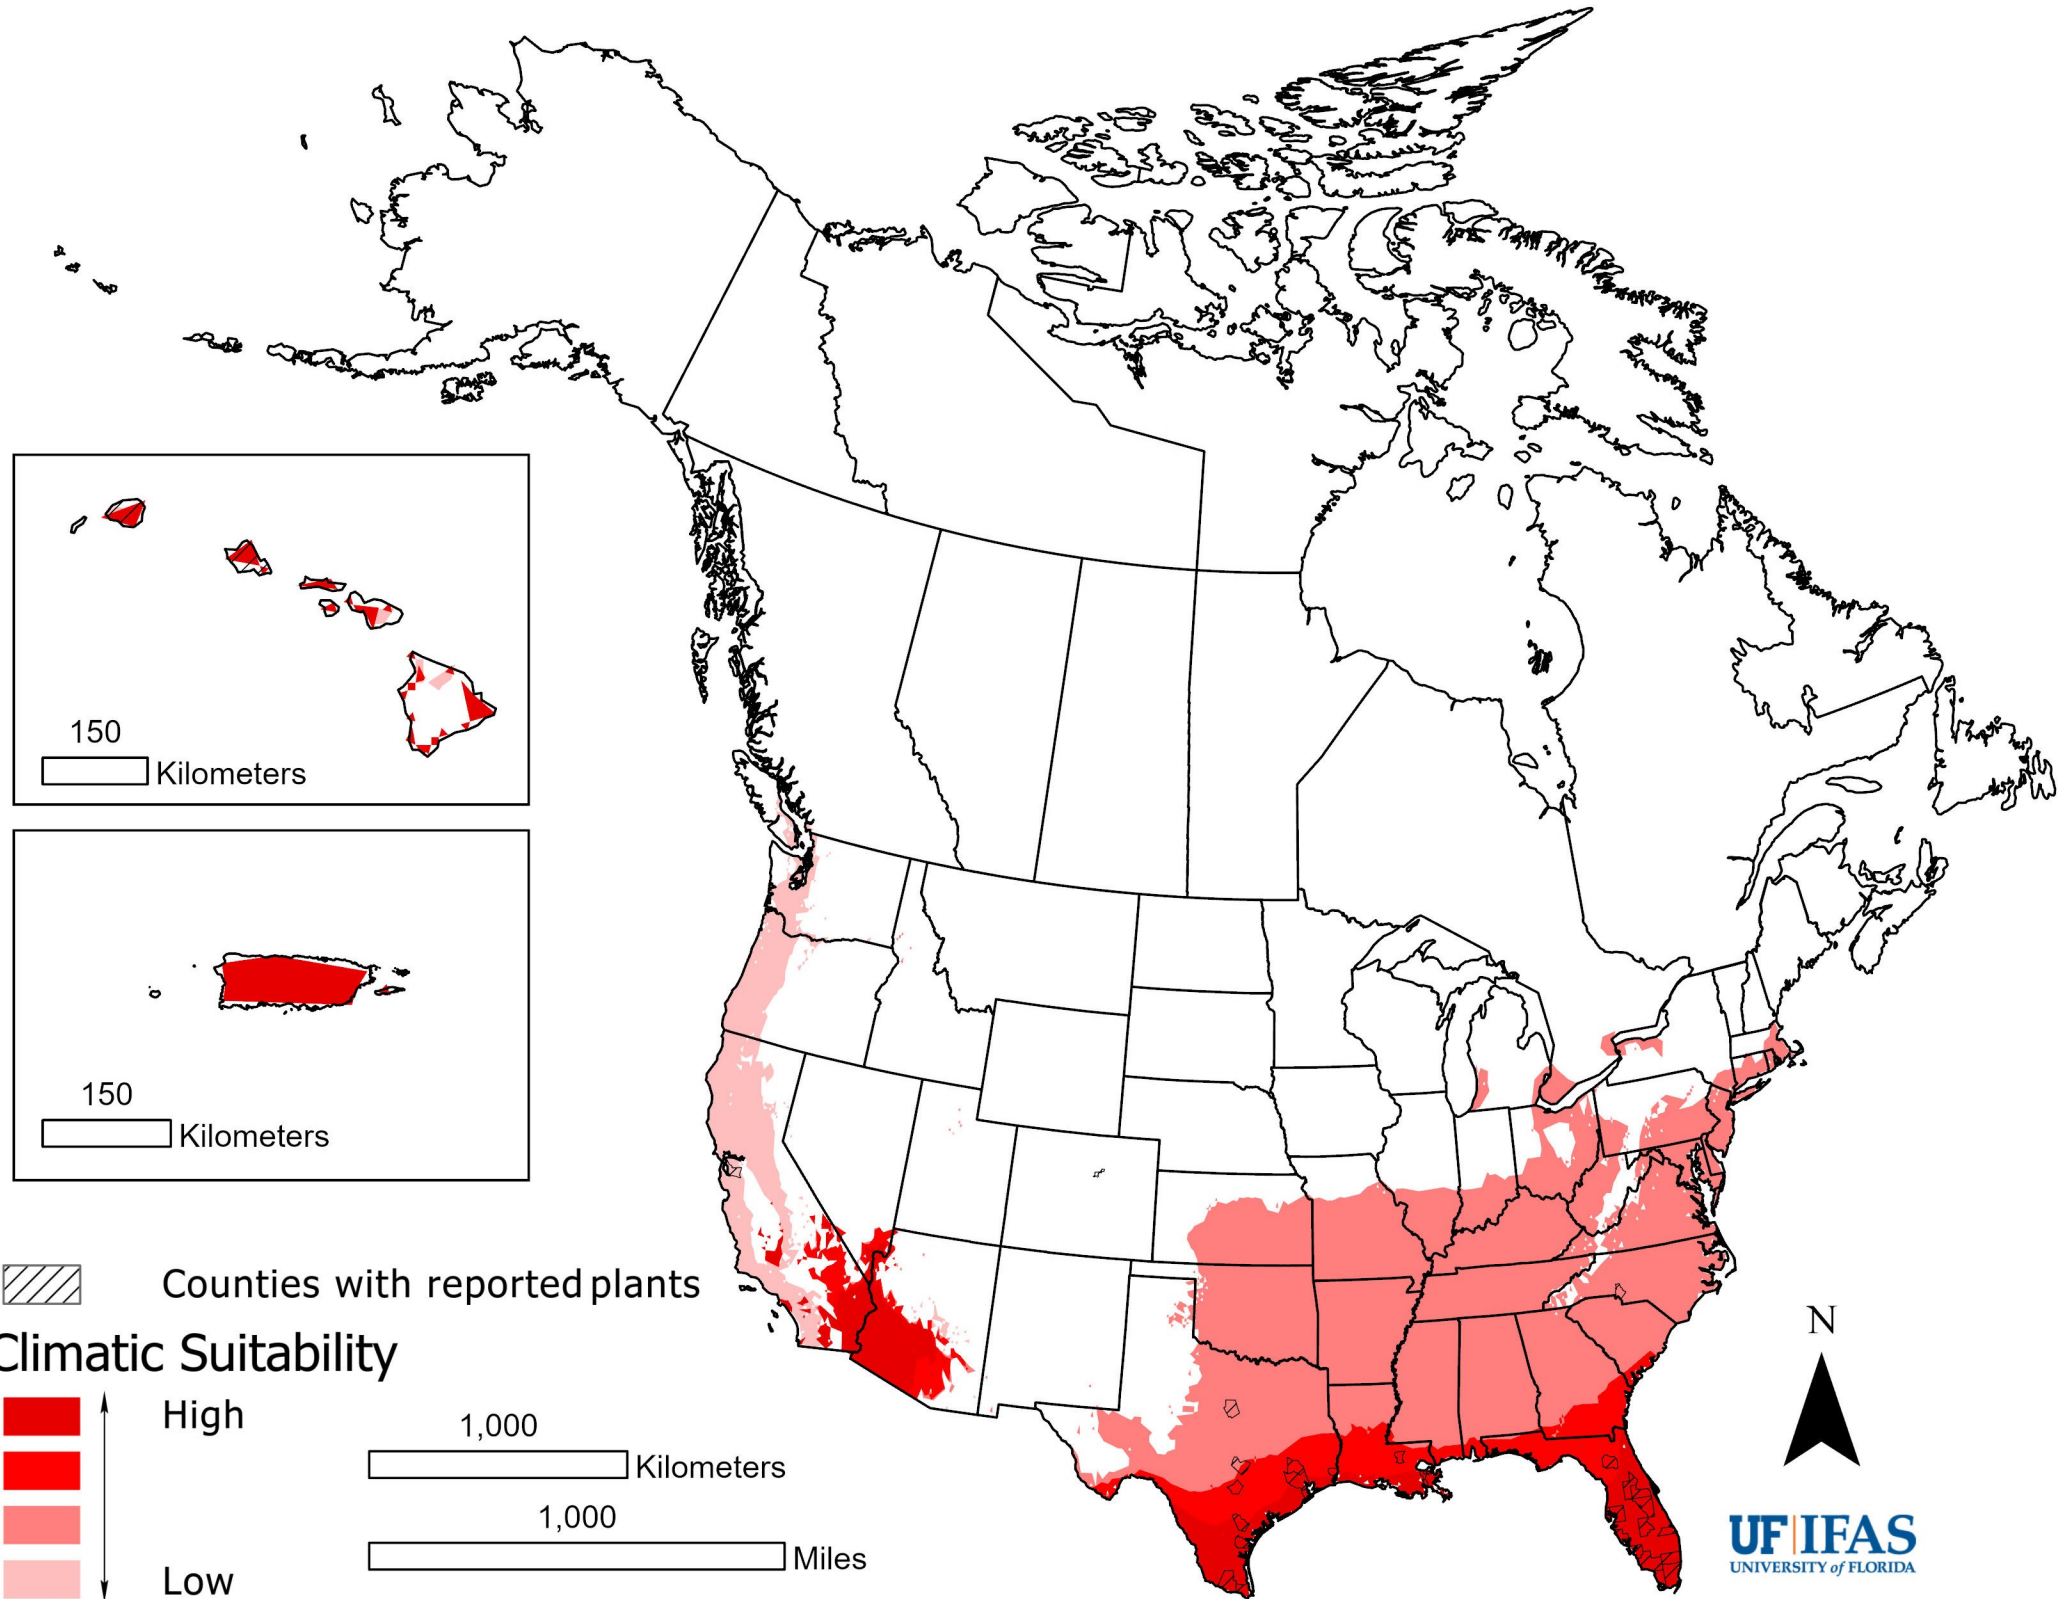 150
Kilometers
150
Kilometers
Counties with reported plants
Climatic Suitability
High
Low
1,000
Kilometers
1,000
Miles
N
UF|IFAS
UNIVERSITY of FLORIDA